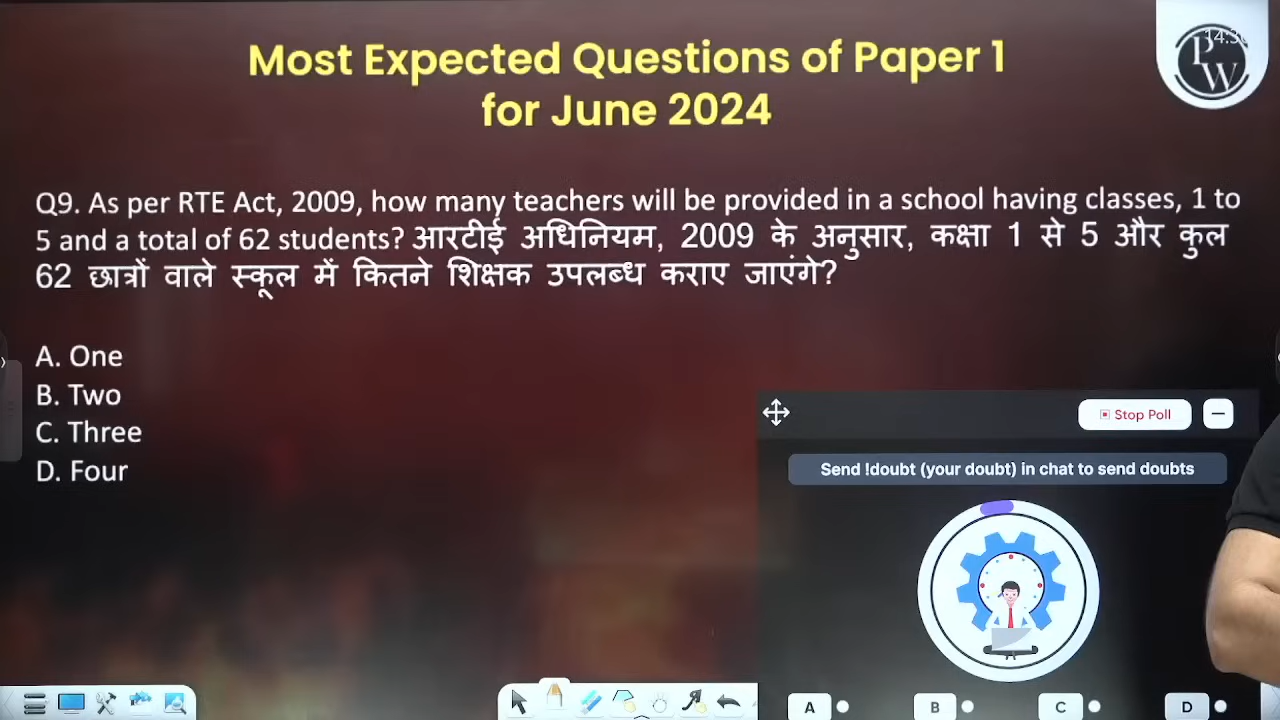 Most Expected Questions of Paper 1
for June 2024
PW
Q9. As per RTE Act, 2009, how many teachers will be provided in a school having classes, 1 to
5 and a total of 62 students? आरटीई अधिनियम, 2009 के अनुसार, कक्षा 1 से 5 और कुल
62 छात्रों वाले स्कूल में कितने शिक्षक उपलब्ध कराए जाएंगे?
A. One
B. Two
C. Three
D. Four
Stop Poll
Send !doubt (your doubt) in chat to send doubts
A
B
C
D